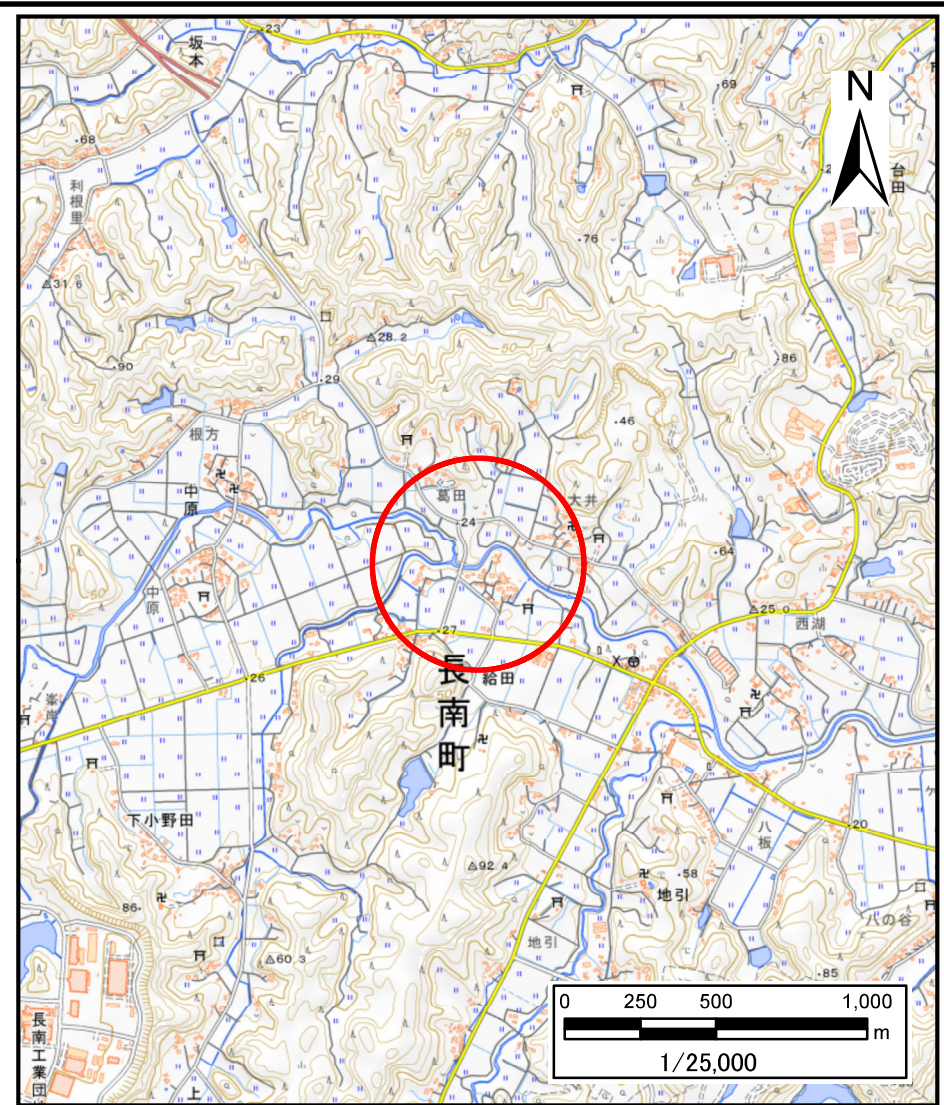 23
坂本
69
N
68
台田
利根里
76
31.6
28.2
50
86
90
29
46
根方
葛田
大井
中原
24
64
50
25.0
中原
西湖
27
長南町
給田
26
峯岸
50
下小野田
20
八板
92.4
58
地引
86
八の谷
地引
60.3
85
0 250 500 1,000
m
1/25,000
長南工業団
上